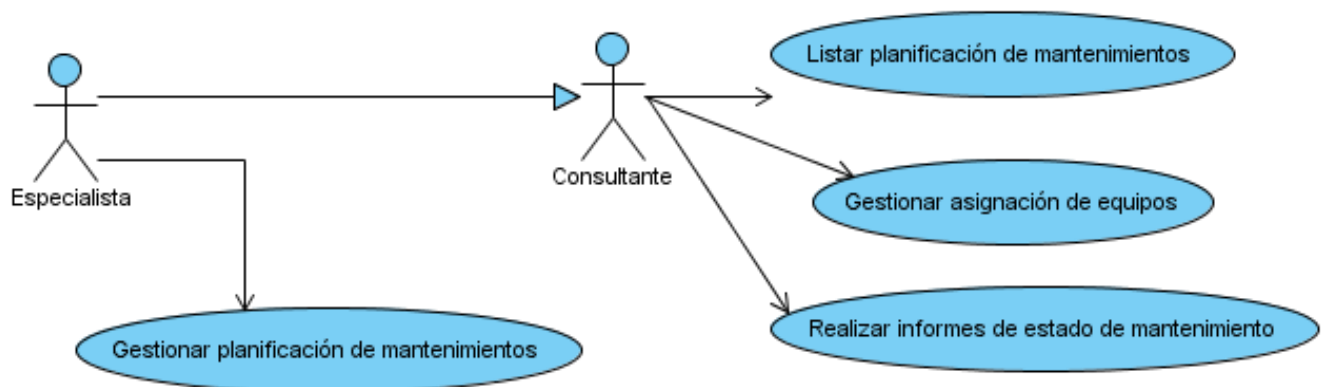 Listar planificación de mantenimientos
Especialista
Consultante
Gestionar asignación de equipos
Gestionar planificación de mantenimientos
Realizar informes de estado de mantenimiento